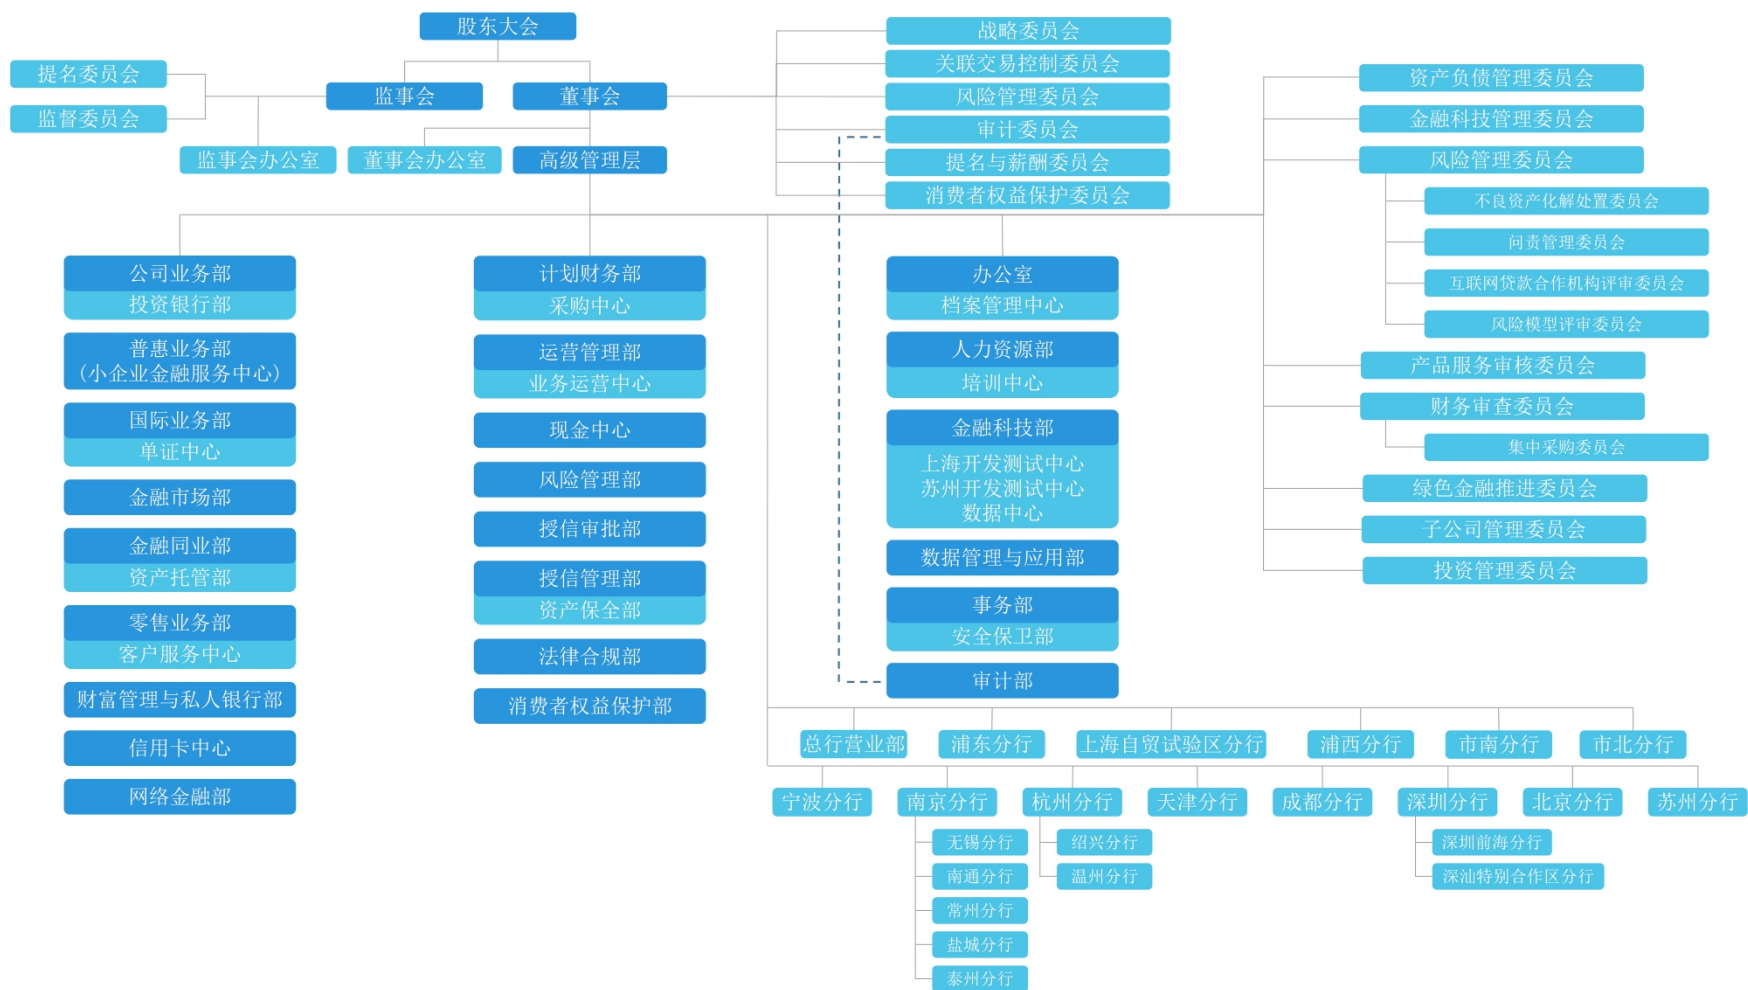 股东大会
提名委员会
监督委员会
监事会
董事会
监事会办公室
董事会办公室
高级管理层
战略委员会
关联交易控制委员会
风险管理委员会
审计委员会
提名与薪酬委员会
消费者权益保护委员会
资产负债管理委员会
金融科技管理委员会
风险管理委员会
不良资产化解处置委员会
问责管理委员会
互联网贷款合作机构评审委员会
风险模型评审委员会
产品服务审核委员会
财务审查委员会
集中采购委员会
绿色金融推进委员会
子公司管理委员会
投资管理委员会
公司业务部
投资银行部
普惠业务部
（小企业金融服务中心）
国际业务部
单证中心
金融市场部
金融同业部
资产托管部
零售业务部
客户服务中心
财富管理与私人银行部
信用卡中心
网络金融部
计划财务部
采购中心
运营管理部
业务运营中心
现金中心
风险管理部
授信审批部
授信管理部
资产保全部
法律合规部
消费者权益保护部
办公室
档案管理中心
人力资源部
培训中心
金融科技部
上海开发测试中心
苏州开发测试中心
数据中心
数据管理与应用部
事务部
安全保卫部
审计部
总行营业部
浦东分行
上海自贸试验区分行
浦西分行
市南分行
市北分行
宁波分行
南京分行
杭州分行
天津分行
成都分行
深圳分行
北京分行
苏州分行
无锡分行
南通分行
常州分行
盐城分行
泰州分行
绍兴分行
温州分行
深圳前海分行
深汕特别合作区分行